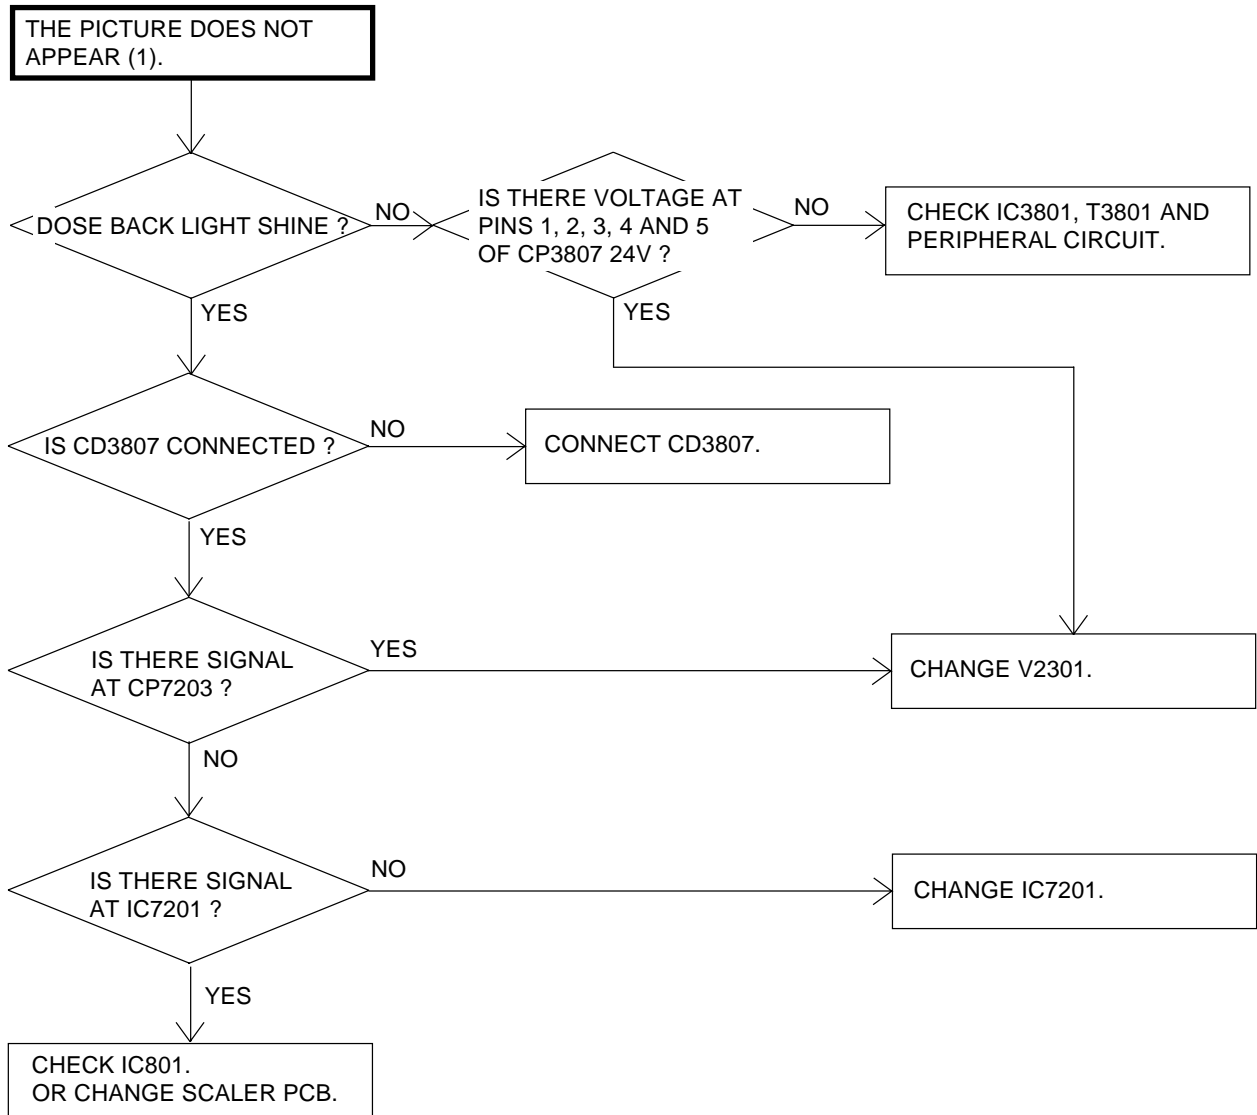 THE PICTURE DOES NOT
APPEAR (1).
DOSE BACK LIGHT SHINE ?
NO
IS THERE VOLTAGE AT
PINS 1, 2, 3, 4 AND 5
OF CP3807 24V ?
NO
CHECK IC3801, T3801 AND
PERIPHERAL CIRCUIT.
YES
YES
IS CD3807 CONNECTED ?
NO
CONNECT CD3807.
YES
IS THERE SIGNAL
AT CP7203 ?
YES
CHANGE V2301.
NO
IS THERE SIGNAL
AT IC7201 ?
NO
CHANGE IC7201.
YES
CHECK IC801.
OR CHANGE SCALER PCB.